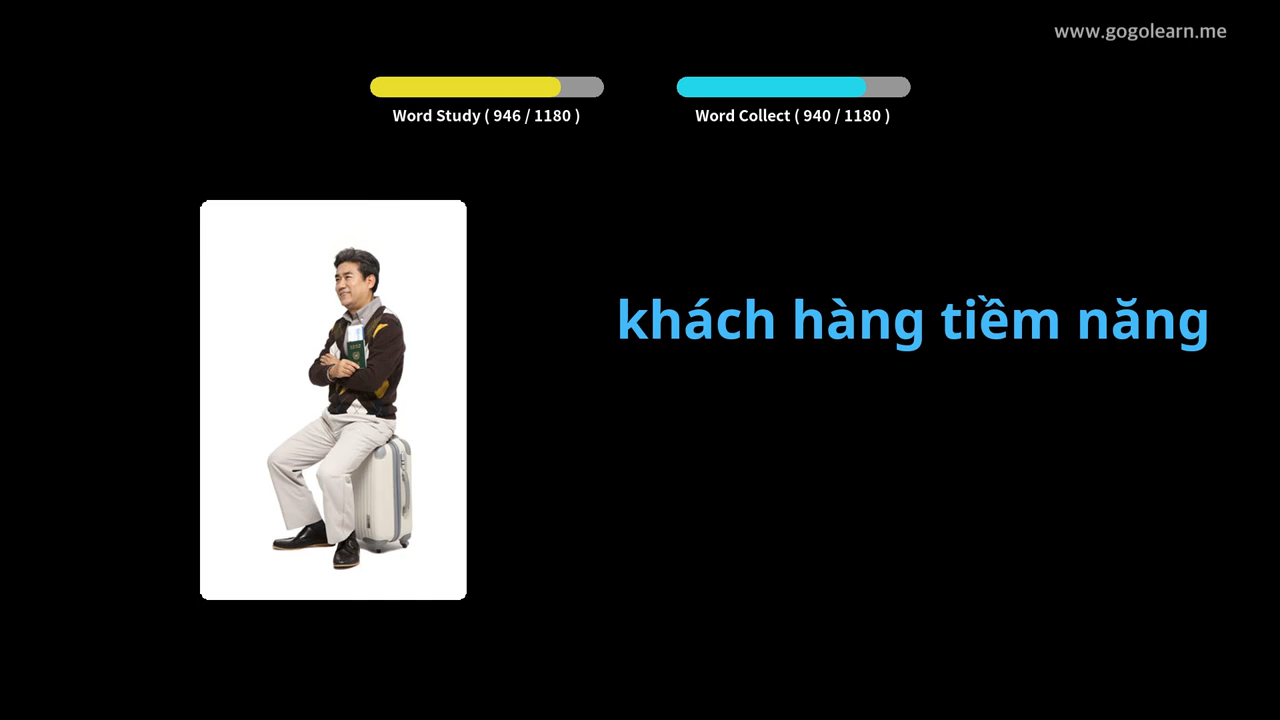 www.gogolearn.me
Word Study ( 946 / 1180 )
Word Collect ( 940 / 1180 )
khách hàng tiềm năng